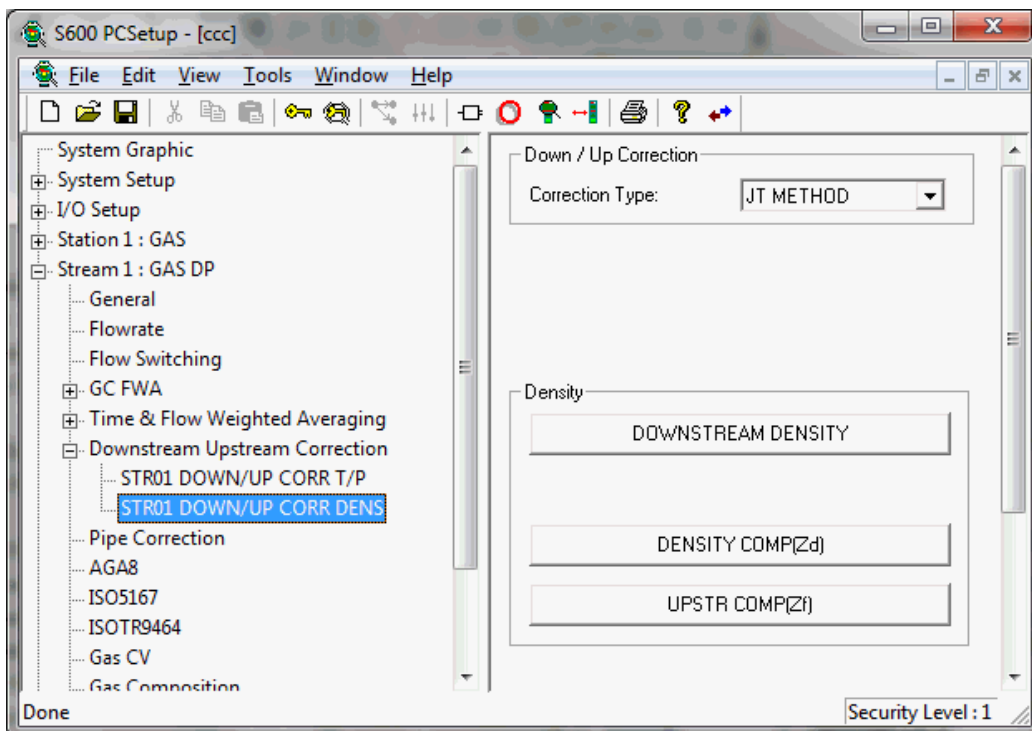 S600 PCSetup - [ccc]
File Edit View Tools Window Help
System Graphic
System Setup
I/O Setup
Station 1 : GAS
Stream 1 : GAS DP
General
Flowrate
Flow Switching
GC FWA
Time & Flow Weighted Averaging
Downstream Upstream Correction
STR01 DOWN/UP CORR T/P
STR01 DOWN/UP CORR DENS
Pipe Correction
AGA8
ISO5167
ISOTR9464
Gas CV
Gas Composition
Down / Up Correction
Correction Type: JT METHOD
Density
DOWNSTREAM DENSITY
DENSITY COMP(Zd)
UPSTR COMP(Zf)
Done
Security Level : 1